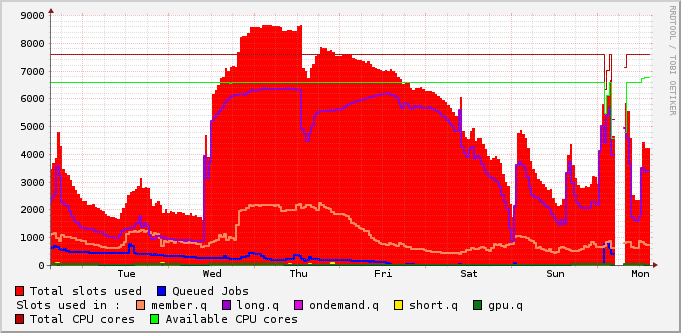 RRDTOOL / TOBI OETIKER
9000
8000
7000
6000
5000
4000
3000
2000
1000
0
Tue Wed Thu Fri Sat Sun Mon
Total slots used Queued Jobs
Slots used in : member.q long.q ondemand.q short.q gpu.q
Total CPU cores Available CPU cores